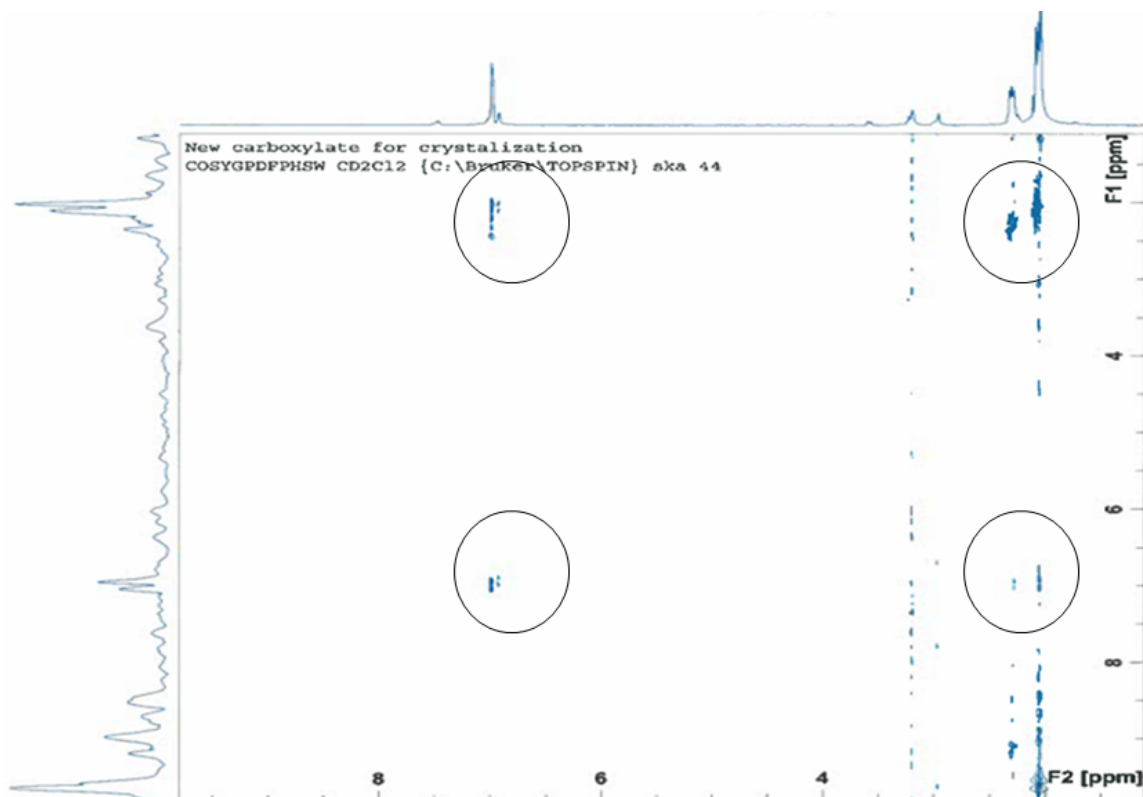 New carboxylate for crystalization
COSYGPDFPHSW CD2Cl2 {C:\Bruker\TOPSPIN} ska 44
F1 [ppm]
4
6
8
8
6
4
F2 [ppm]